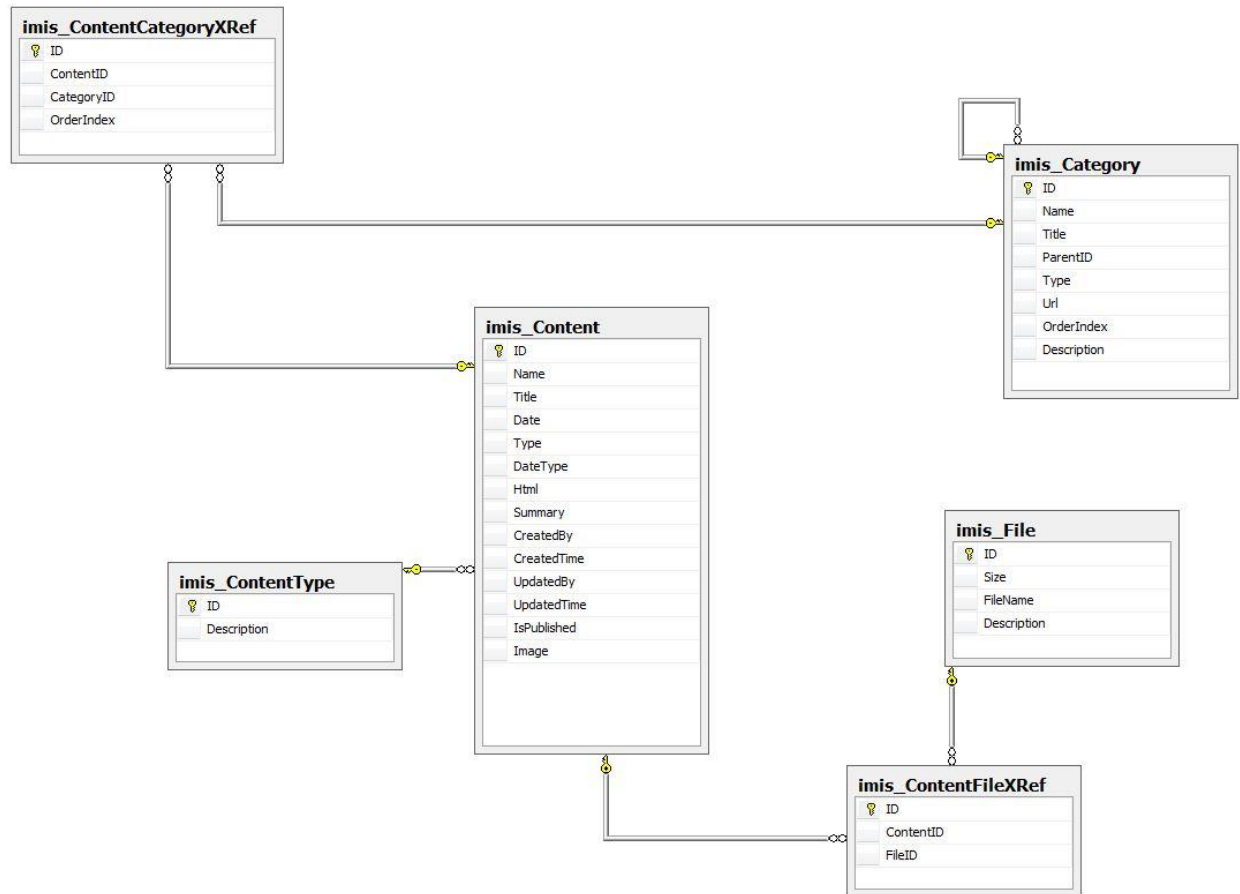 imis_ContentCategoryXRef
ID
ContentID
CategoryID
OrderIndex
imis_Category
ID
Name
Title
ParentID
Type
Url
OrderIndex
Description
imis_Content
ID
Name
Title
Date
Type
DateType
Html
Summary
CreatedBy
CreatedTime
UpdatedBy
UpdatedTime
IsPublished
Image
imis_ContentType
ID
Description
imis_File
ID
Size
FileName
Description
imis_ContentFileXRef
ID
ContentID
FileID